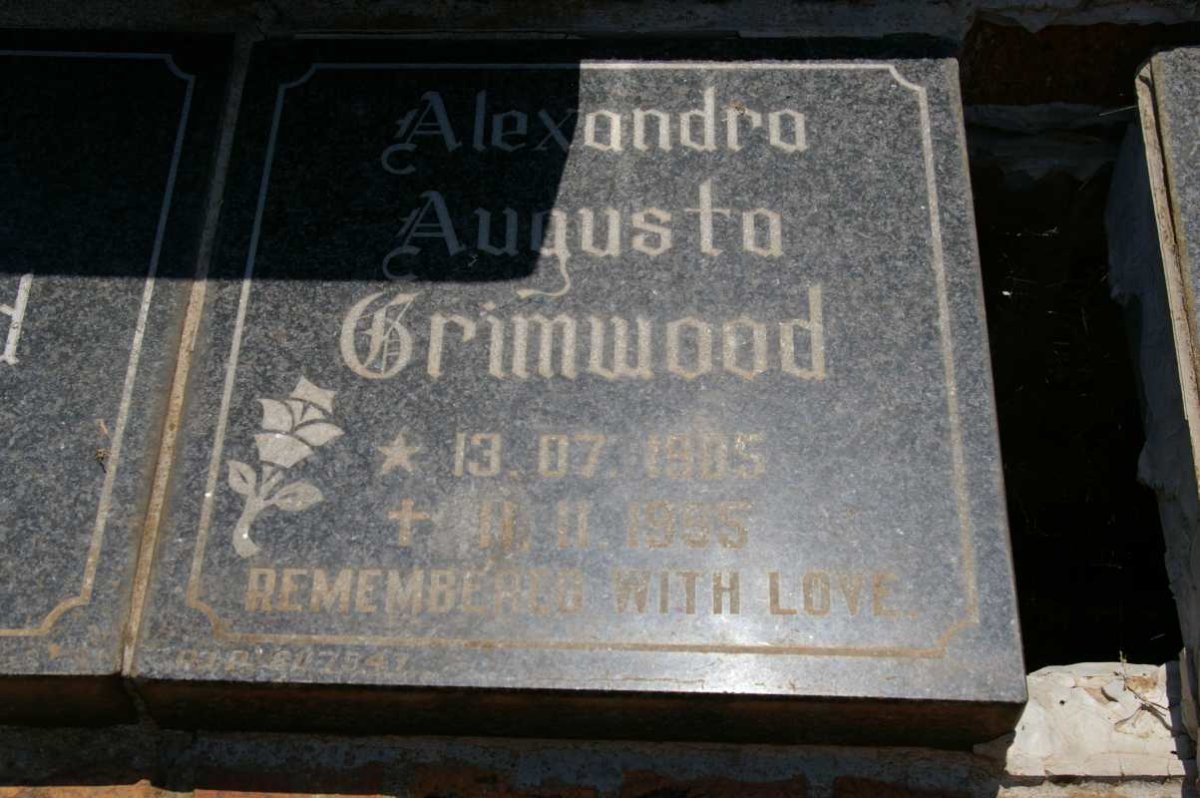 Alexandra
Augusta
Grimwood
★ 13. 07. 1905
✝ 11. 11 1995
REMEMBERED WITH LOVE.